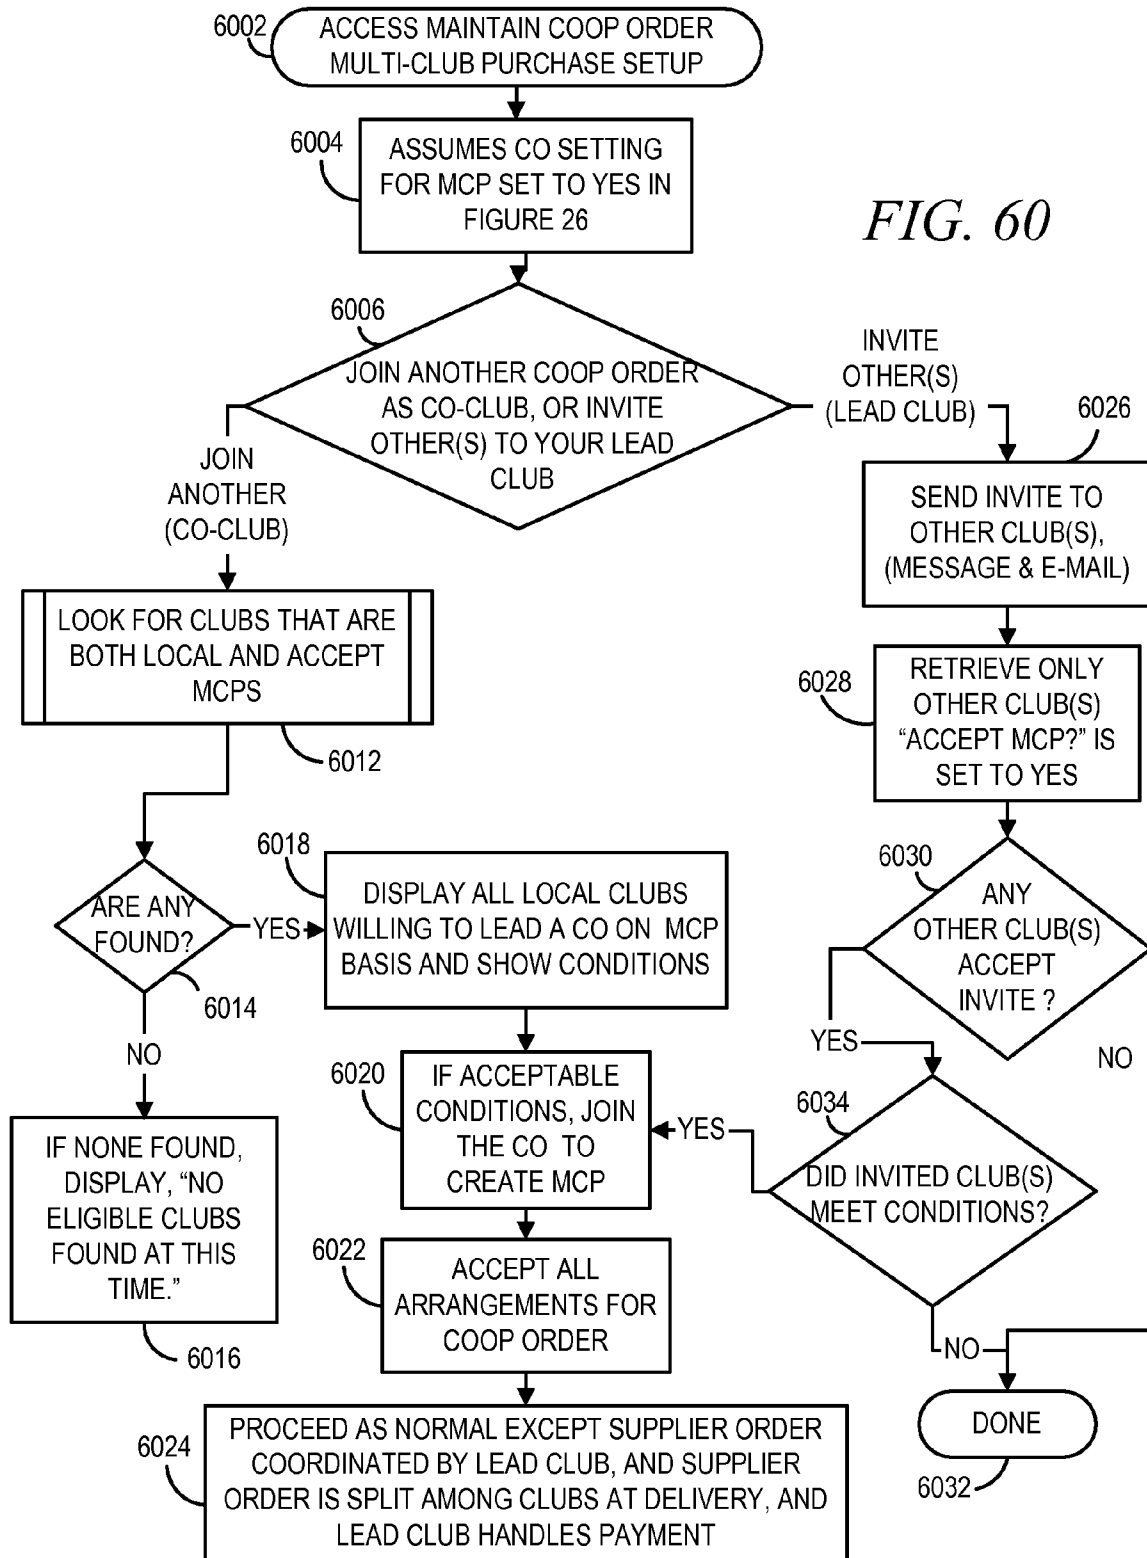 6002
ACCESS MAINTAIN COOP ORDER
MULTI-CLUB PURCHASE SETUP
6004
ASSUMES CO SETTING
FOR MCP SET TO YES IN
FIGURE 26
FIG. 60
6006
JOIN ANOTHER COOP ORDER
AS CO-CLUB, OR INVITE
OTHER(S) TO YOUR LEAD
CLUB
INVITE
OTHER(S)
(LEAD CLUB)
JOIN
ANOTHER
(CO-CLUB)
6026
SEND INVITE TO
OTHER CLUB(S),
(MESSAGE & E-MAIL)
LOOK FOR CLUBS THAT ARE
BOTH LOCAL AND ACCEPT
MCPS
6012
6028
RETRIEVE ONLY
OTHER CLUB(S)
“ACCEPT MCP?” IS
SET TO YES
6014
ARE ANY
FOUND?
YES
NO
6018
DISPLAY ALL LOCAL CLUBS
WILLING TO LEAD A CO ON MCP
BASIS AND SHOW CONDITIONS
6030
ANY
OTHER CLUB(S)
ACCEPT
INVITE ?
YES
NO
IF NONE FOUND,
DISPLAY, “NO
ELIGIBLE CLUBS
FOUND AT THIS
TIME.”
6016
6020
IF ACCEPTABLE
CONDITIONS, JOIN
THE CO TO
CREATE MCP
YES
6034
DID INVITED CLUB(S)
MEET CONDITIONS?
NO
6022
ACCEPT ALL
ARRANGEMENTS FOR
COOP ORDER
6024
PROCEED AS NORMAL EXCEPT SUPPLIER ORDER
COORDINATED BY LEAD CLUB, AND SUPPLIER
ORDER IS SPLIT AMONG CLUBS AT DELIVERY, AND
LEAD CLUB HANDLES PAYMENT
DONE
6032